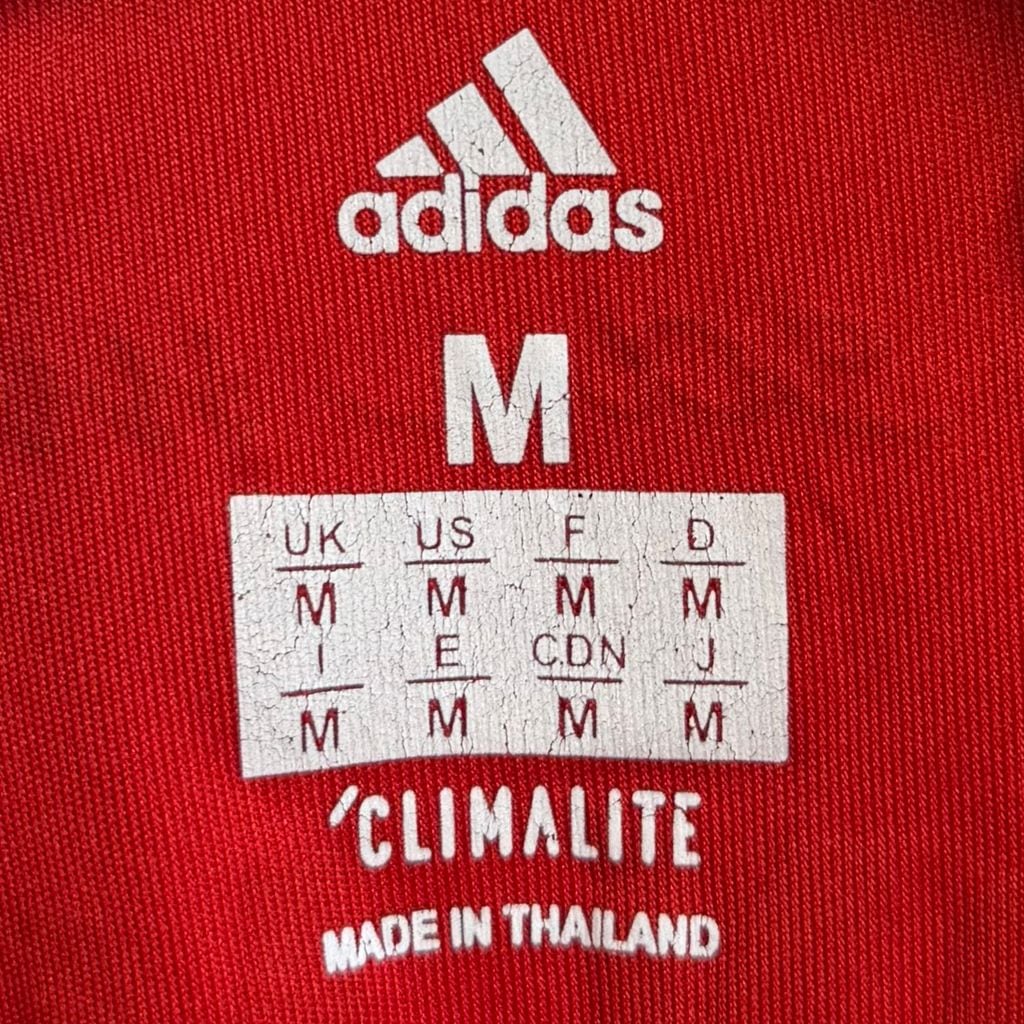 adidas
M
UK US F D
M M M M
I E CDN J
M M M M
'CLIMALITE
MADE IN THAILAND